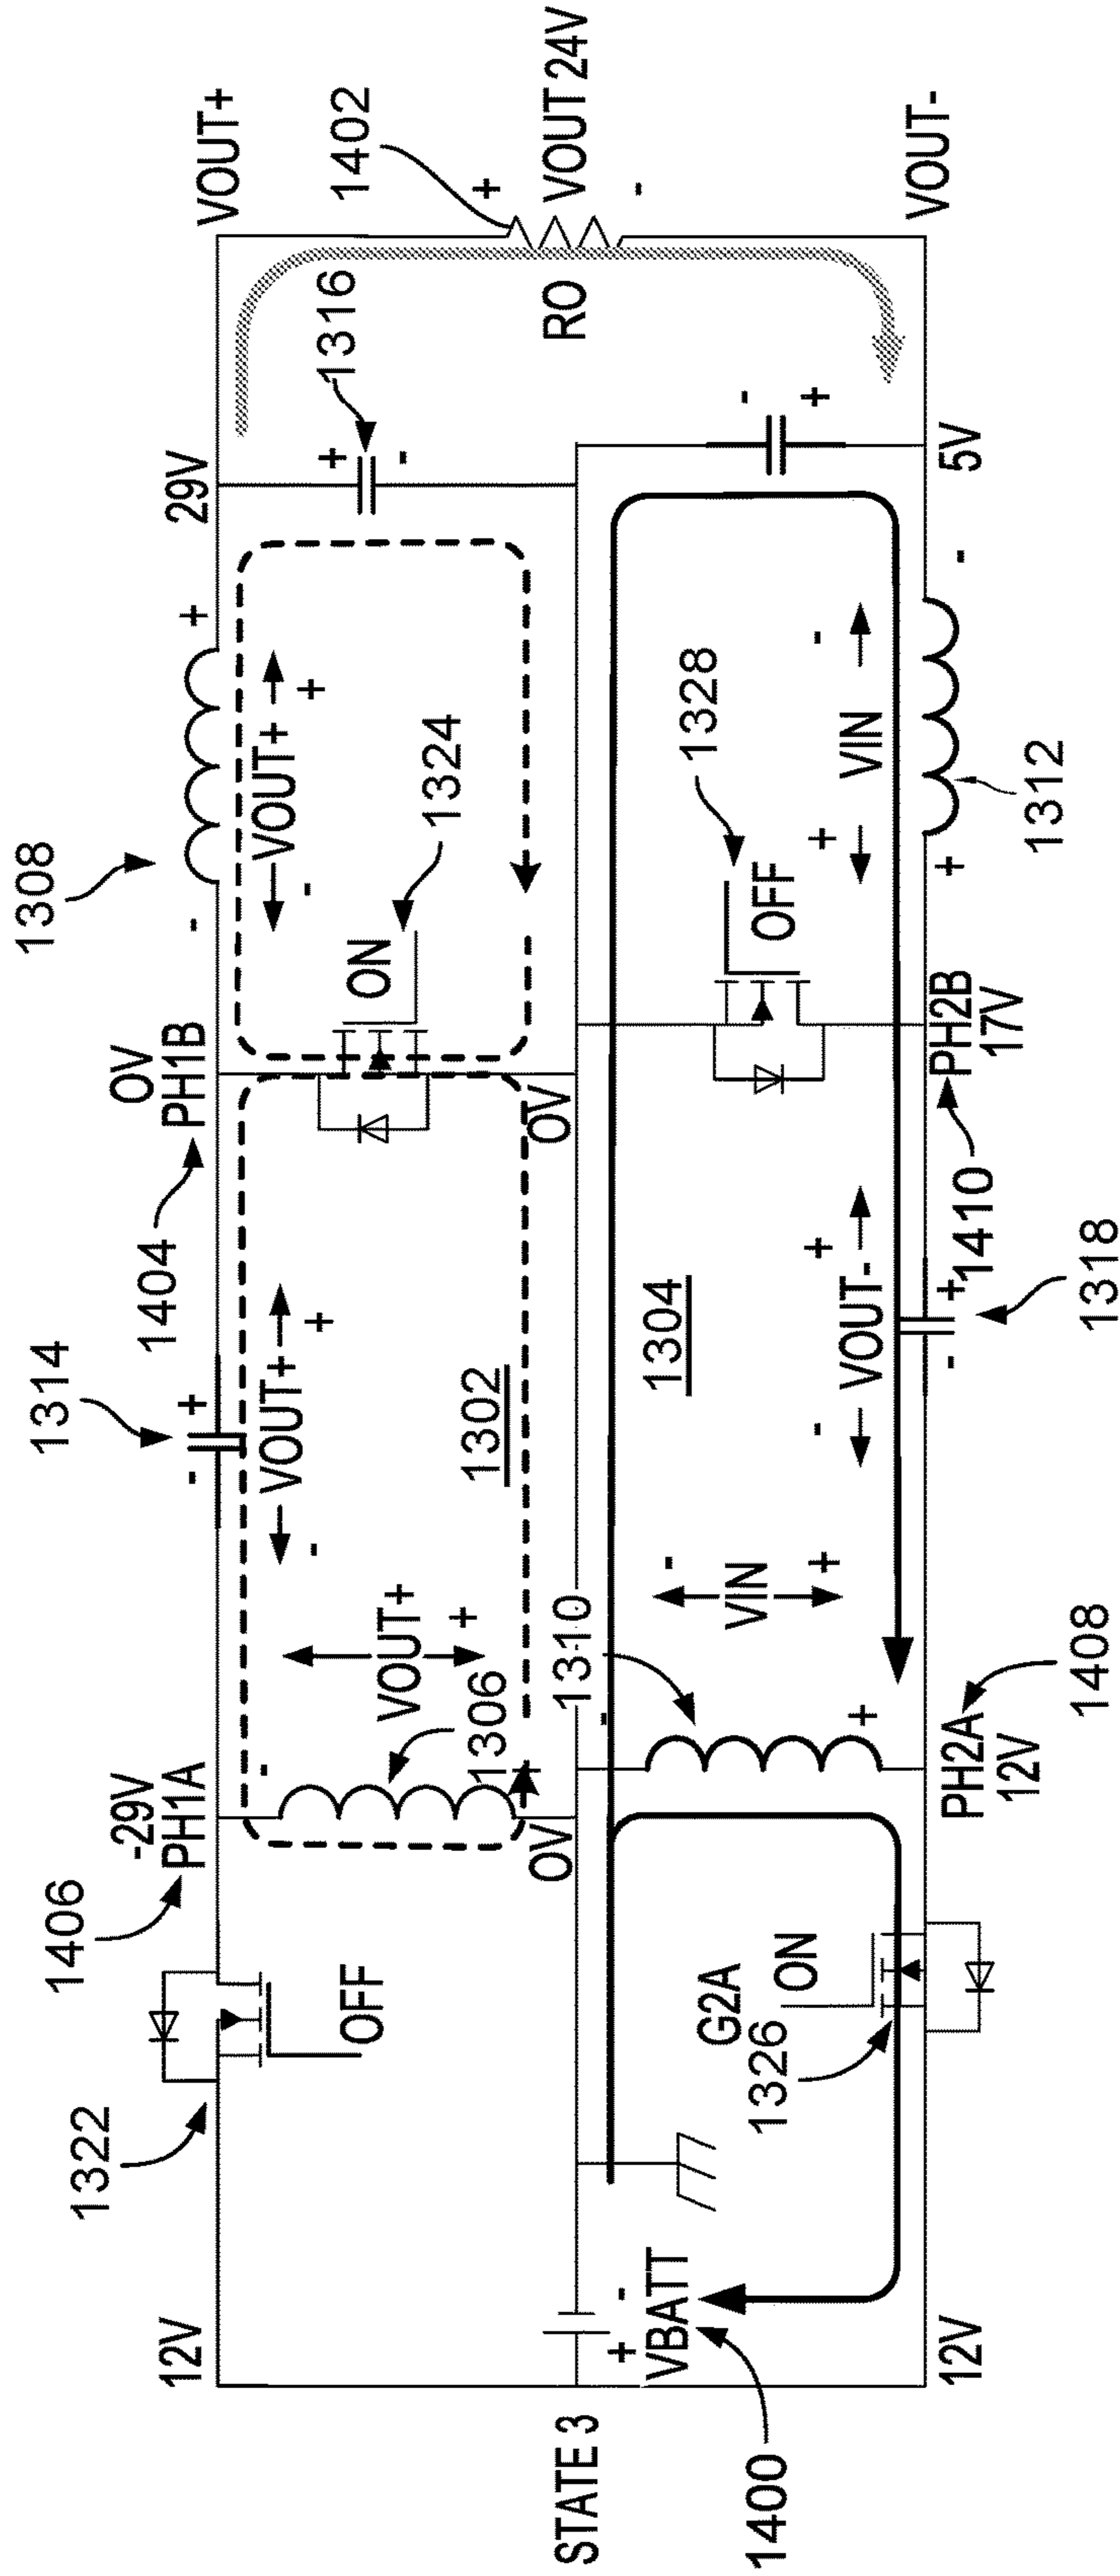 STATE 3
12V
1322
OFF
1406
-29V
PH1A
1314
-
+
VOUT+
-
+
1404
0V
PH1B
1308
-
+
VOUT+
-
+
29V
VOUT+
ON
1324
+
-
1316
1402
+
VOUT 24V
-
RO
-
VOUT+
+
1306
+
1302
0V
0V
+
-
VBATT
1400
G2A
ON
1326
1310
-
+
-
VIN
+
1304
-
VOUT-
+
-
+
1318
1328
OFF
+
VIN
-
+
-
1312
-
+
12V
PH2A
12V
1408
PH2B
17V
1410
5V
VOUT-